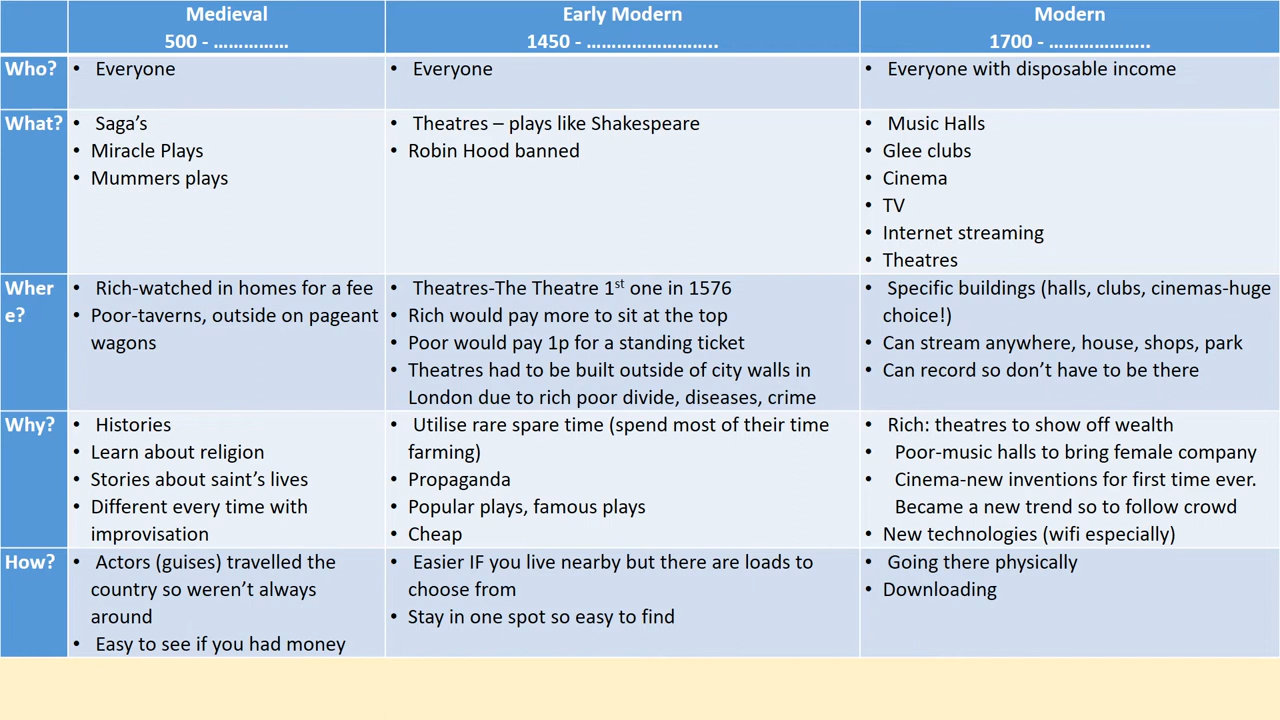 Medieval
500 - ……………
Early Modern
1450 - ……………………..
Modern
1700 - ………………..
Who?
• Everyone
• Everyone
• Everyone with disposable income
What?
• Saga’s
• Miracle Plays
• Mummers plays
• Theatres – plays like Shakespeare
• Robin Hood banned
• Music Halls
• Glee clubs
• Cinema
• TV
• Internet streaming
• Theatres
Wher
e?
• Rich-watched in homes for a fee
• Poor-taverns, outside on pageant
wagons
• Theatres-The Theatre 1st one in 1576
• Rich would pay more to sit at the top
• Poor would pay 1p for a standing ticket
• Theatres had to be built outside of city walls in
London due to rich poor divide, diseases, crime
• Specific buildings (halls, clubs, cinemas-huge
choice!)
• Can stream anywhere, house, shops, park
• Can record so don’t have to be there
Why?
• Histories
• Learn about religion
• Stories about saint’s lives
• Different every time with
improvisation
• Utilise rare spare time (spend most of their time
farming)
• Propaganda
• Popular plays, famous plays
• Cheap
• Rich: theatres to show off wealth
• Poor-music halls to bring female company
• Cinema-new inventions for first time ever.
Became a new trend so to follow crowd
• New technologies (wifi especially)
How?
• Actors (guises) travelled the
country so weren’t always
around
• Easy to see if you had money
• Easier IF you live nearby but there are loads to
choose from
• Stay in one spot so easy to find
• Going there physically
• Downloading